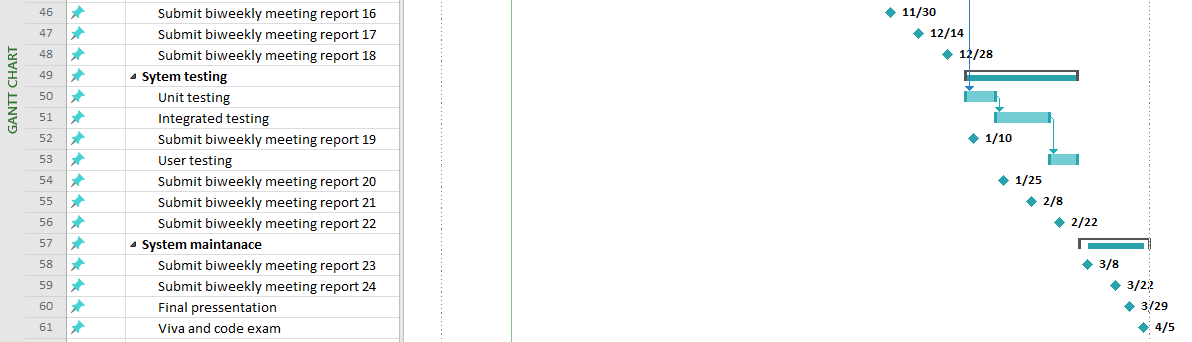 GANTT CHART
46 Submit biweekly meeting report 16 11/30
47 Submit biweekly meeting report 17 12/14
48 Submit biweekly meeting report 18 12/28
49 Sytem testing
50 Unit testing
51 Integrated testing
52 Submit biweekly meeting report 19 1/10
53 User testing
54 Submit biweekly meeting report 20 1/25
55 Submit biweekly meeting report 21 2/8
56 Submit biweekly meeting report 22 2/22
57 System maintanace
58 Submit biweekly meeting report 23 3/8
59 Submit biweekly meeting report 24 3/22
60 Final pressentation 3/29
61 Viva and code exam 4/5